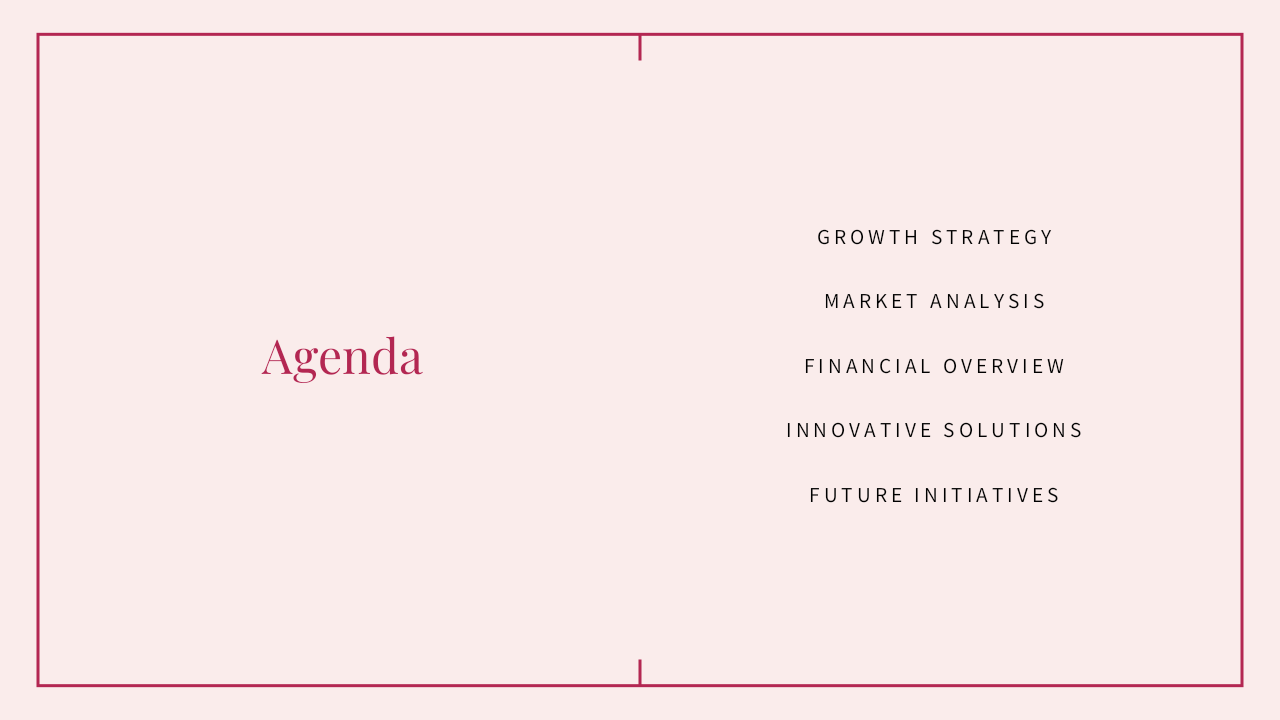 Agenda
GROWTH STRATEGY
MARKET ANALYSIS
FINANCIAL OVERVIEW
INNOVATIVE SOLUTIONS
FUTURE INITIATIVES